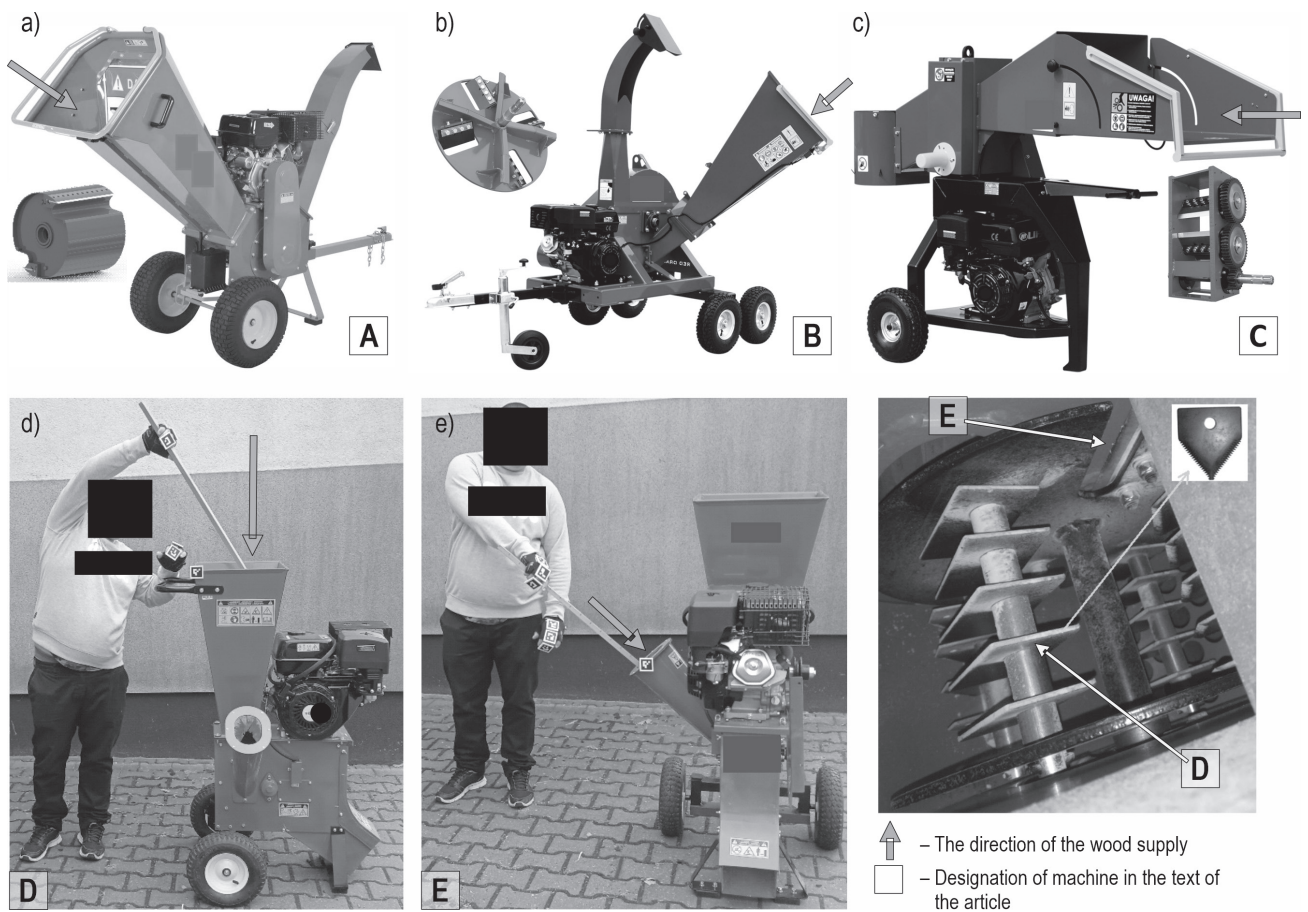 a)
b)
c)
UWAGA!
A
B
C
d)
e)
E
D
D
E
– The direction of the wood supply
– Designation of machine in the text of
the article